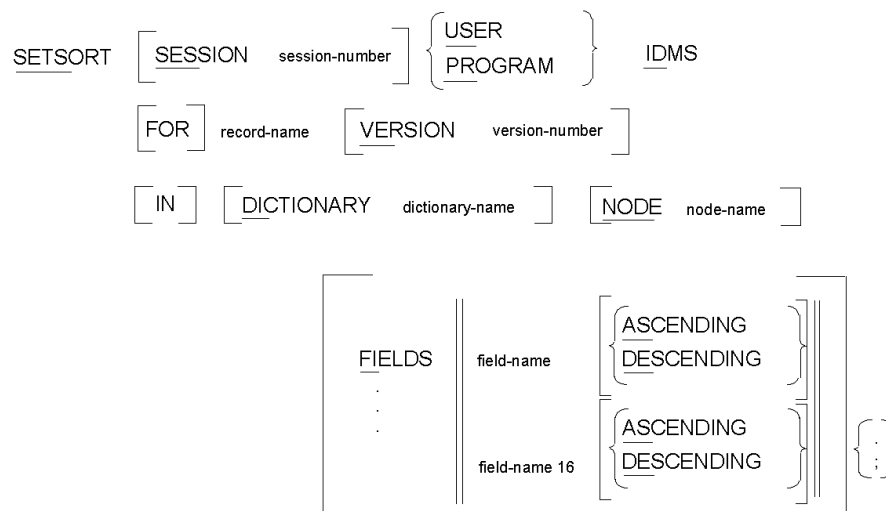 USER
SETSORT SESSION session-number IDMS
PROGRAM
FOR record-name VERSION version-number
IN DICTIONARY dictionary-name NODE node-name
ASCENDING
FIELDS field-name DESCENDING
ASCENDING
field-name 16 DESCENDING